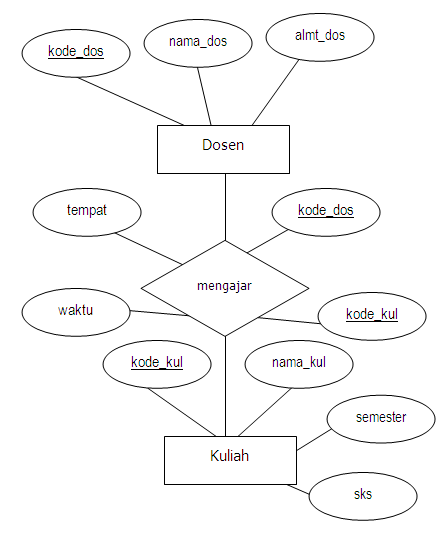 kode_dos
nama_dos
almt_dos
Dosen
tempat
kode_dos
mengajar
waktu
kode_kul
kode_kul
nama_kul
semester
Kuliah
sks